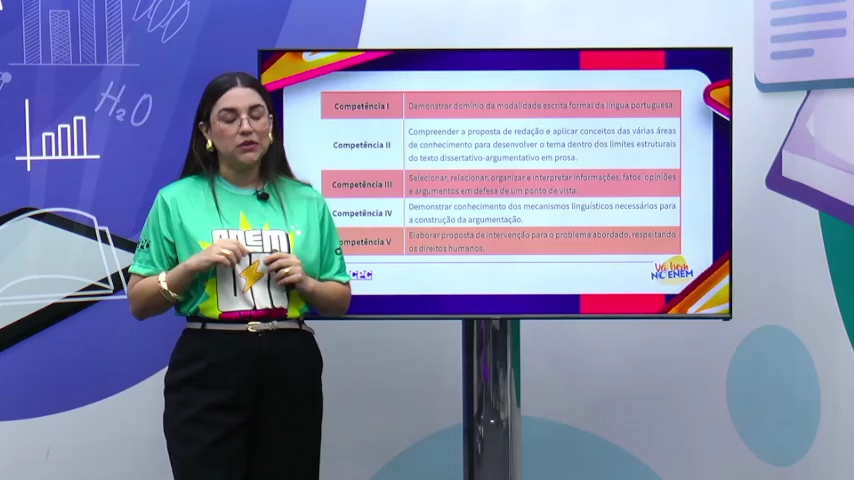 H₂O
Competência I
Demonstrar domínio da modalidade escrita formal da língua portuguesa.
Competência II
Compreender a proposta de redação e aplicar conceitos das várias áreas
de conhecimento para desenvolver o tema dentro dos limites estruturais
do texto dissertativo-argumentativo em prosa.
Competência III
Selecionar, relacionar, organizar e interpretar informações, fatos, opiniões
e argumentos em defesa de um ponto de vista.
Competência IV
Demonstrar conhecimento dos mecanismos linguísticos necessários para
a construção da argumentação.
ompetência V
Elaborar proposta de intervenção para o problema abordado, respeitando
os direitos humanos.
CPC
Vá bem
NO ENEM